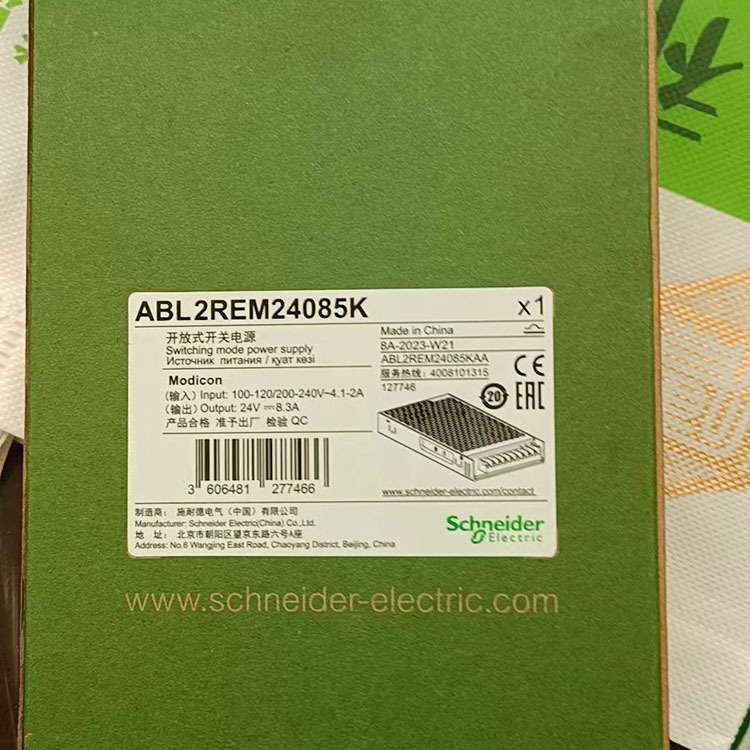 ABL2REM24085K
x1
开放式开关电源
Switching mode power supply
Источник питания / қуат көзі
Made in China
8A-2023-W21
ABL2REM24085KAA
服务热线: 4008101315
127746
CE
20
EAC
Modicon
(输入) Input: 100-120/200-240V~4.1-2A
(输出) Output: 24V⎓8.3A
产品合格 准予出厂 检验 QC
3 606481 277466
www.schneider-electric.com/contact
制造商: 施耐德电气 (中国) 有限公司
Manufacturer: Schneider Electric(China) Co.,Ltd.
地 址: 北京市朝阳区望京东路六号A座
Address: No.6 Wangjing East Road, Chaoyang District, Beijing, China
Schneider
Electric
www.schneider-electric.com